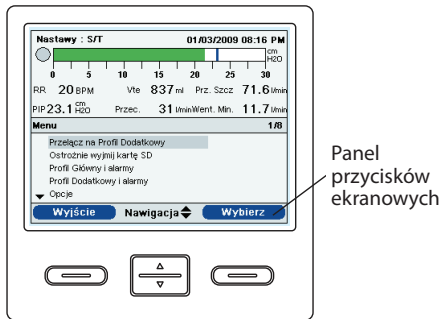 Nastawy : S/T 01/03/2009 08:16 PM
cm
H2O
0 5 10 15 20 25 30
RR 20 BPM Vte 837 ml Prz. Szcz 71.6 l/min
PIP 23.1 cm H2O Przec. 31 l/min Went. Min. 11.7 l/min
Menu 1/8
Przełącz na Profil Dodatkowy
Ostrożnie wyjmij kartę SD
Profil Główny i alarmy
Profil Dodatkowy i alarmy
Opcje
Wyjście Nawigacja Wybierz
Panel
przycisków
ekranowych